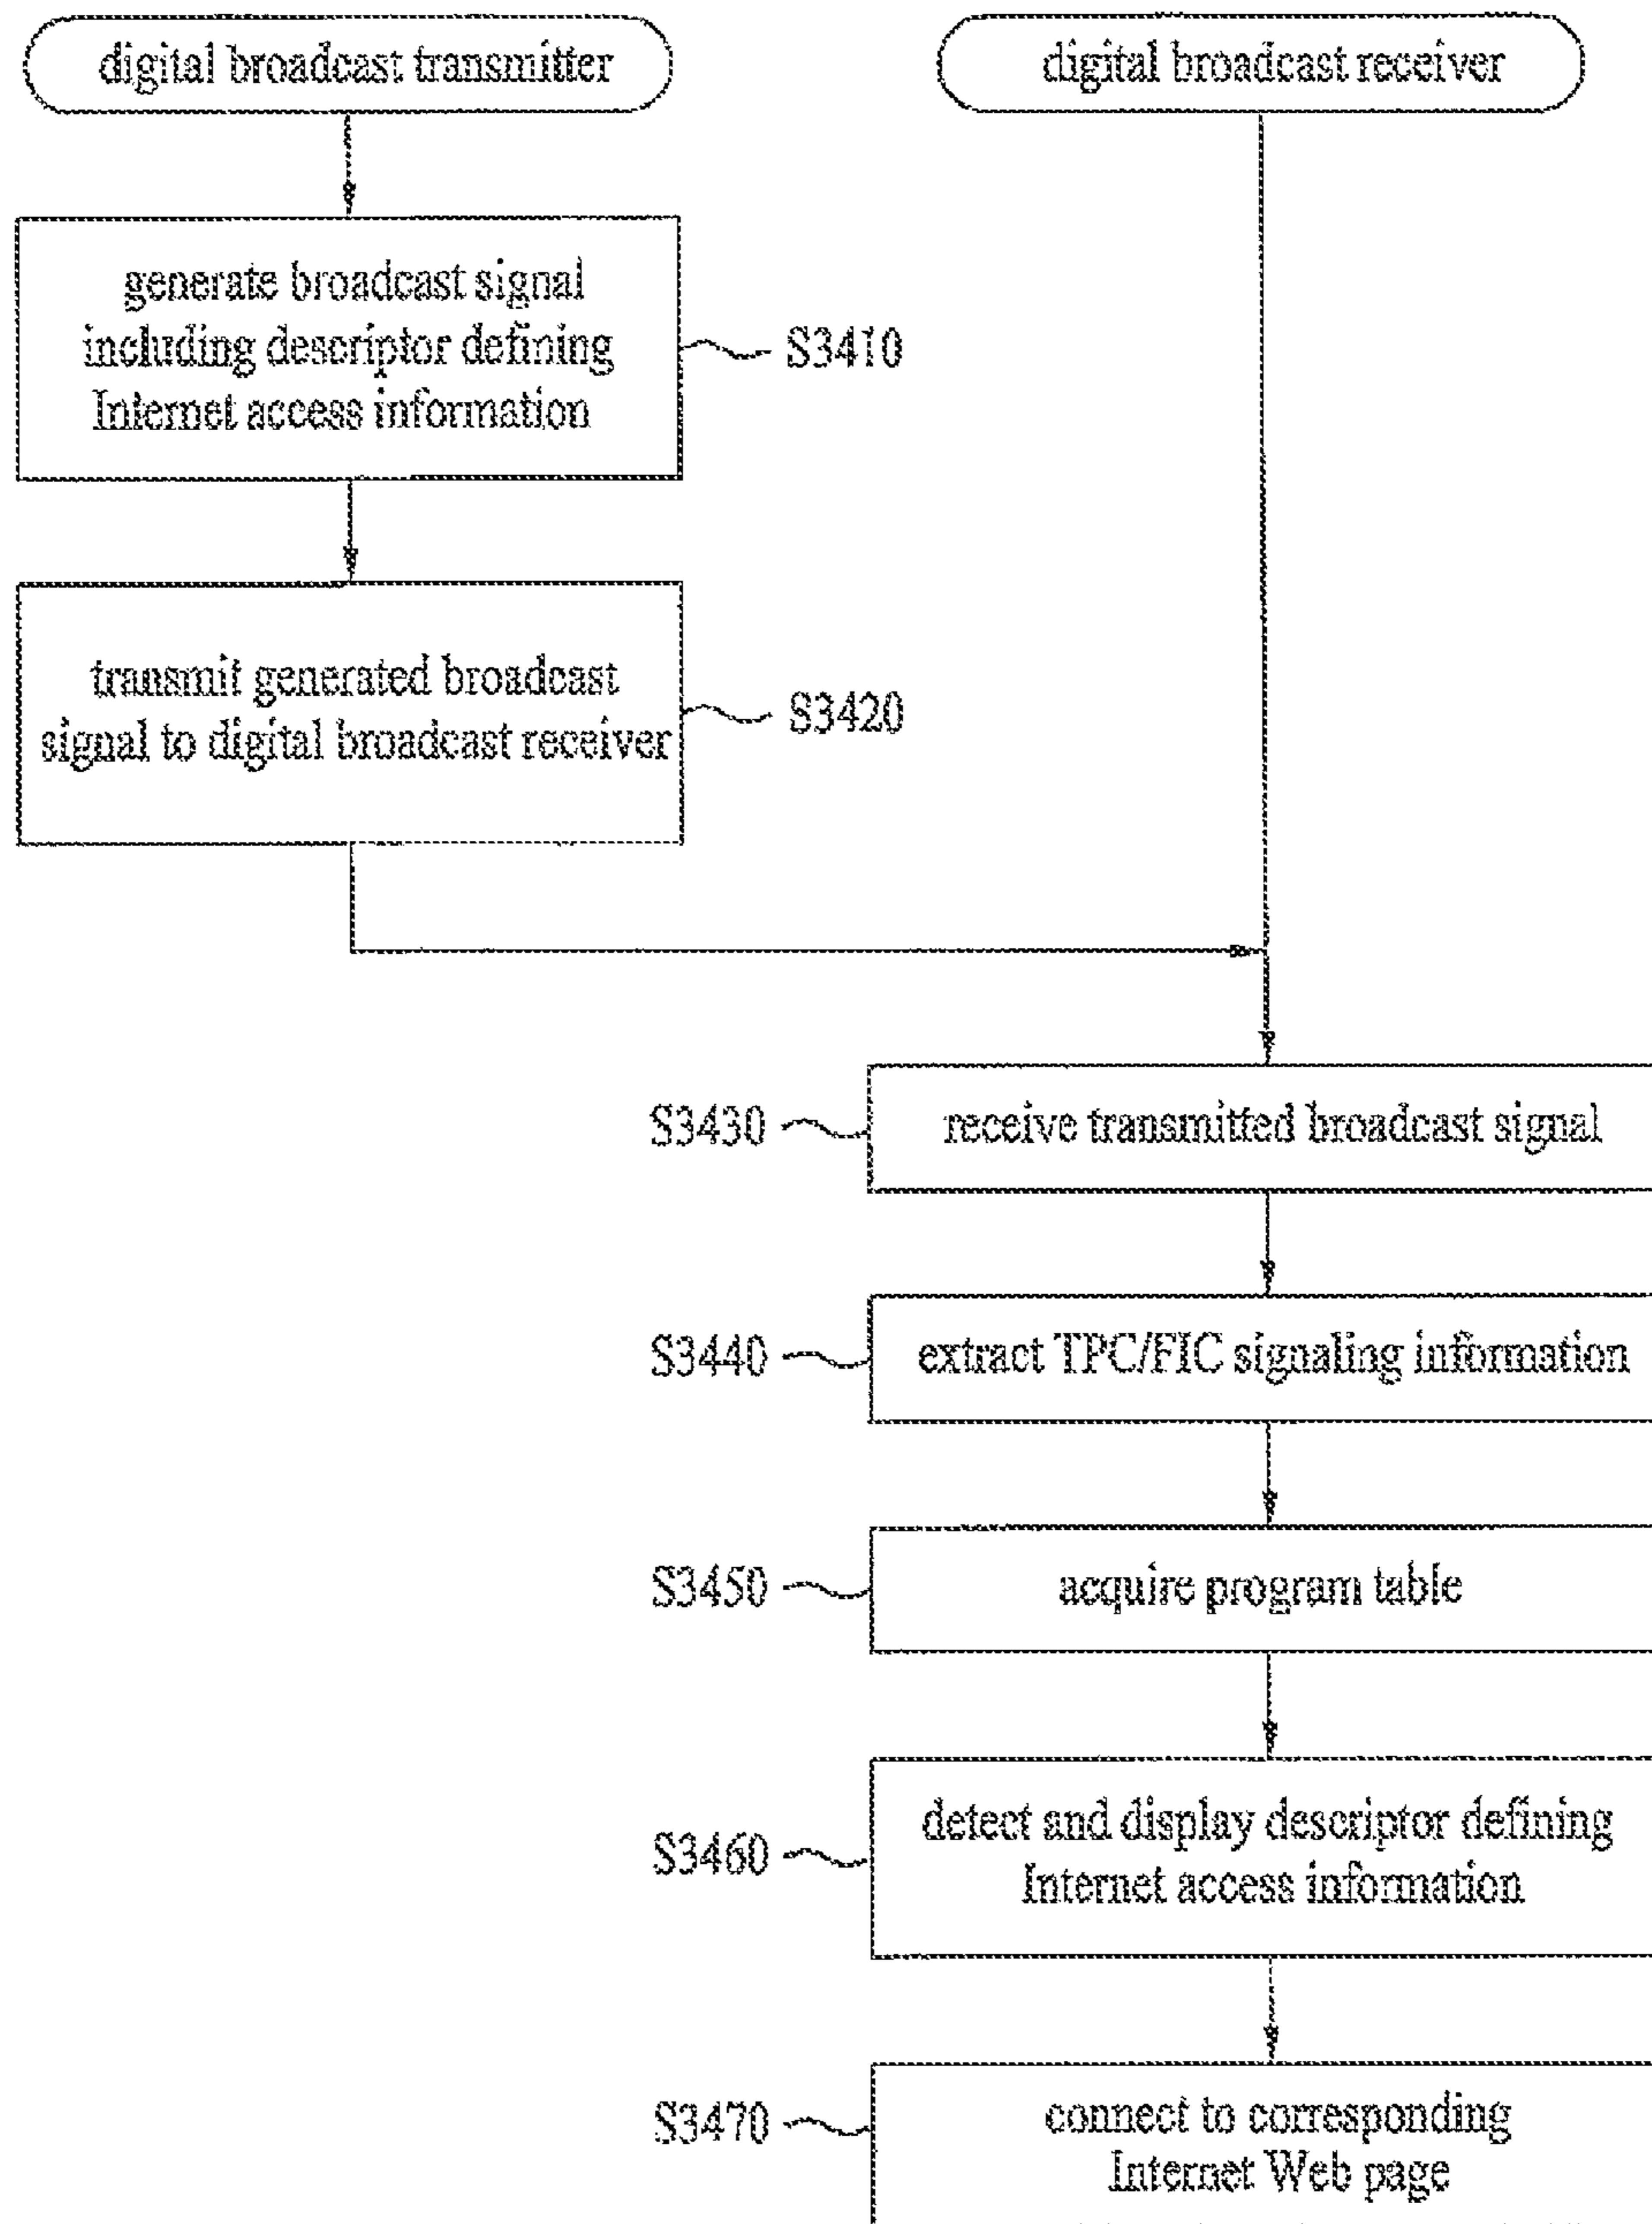 digital broadcast transmitter
digital broadcast receiver
generate broadcast signal
including descriptor defining
Internet access information
S3410
transmit generated broadcast
signal to digital broadcast receiver
S3420
S3430
receive transmitted broadcast signal
S3440
extract TPC/FIC signaling information
S3450
acquire program table
S3460
detect and display descriptor defining
Internet access information
S3470
connect to corresponding
Internet Web page